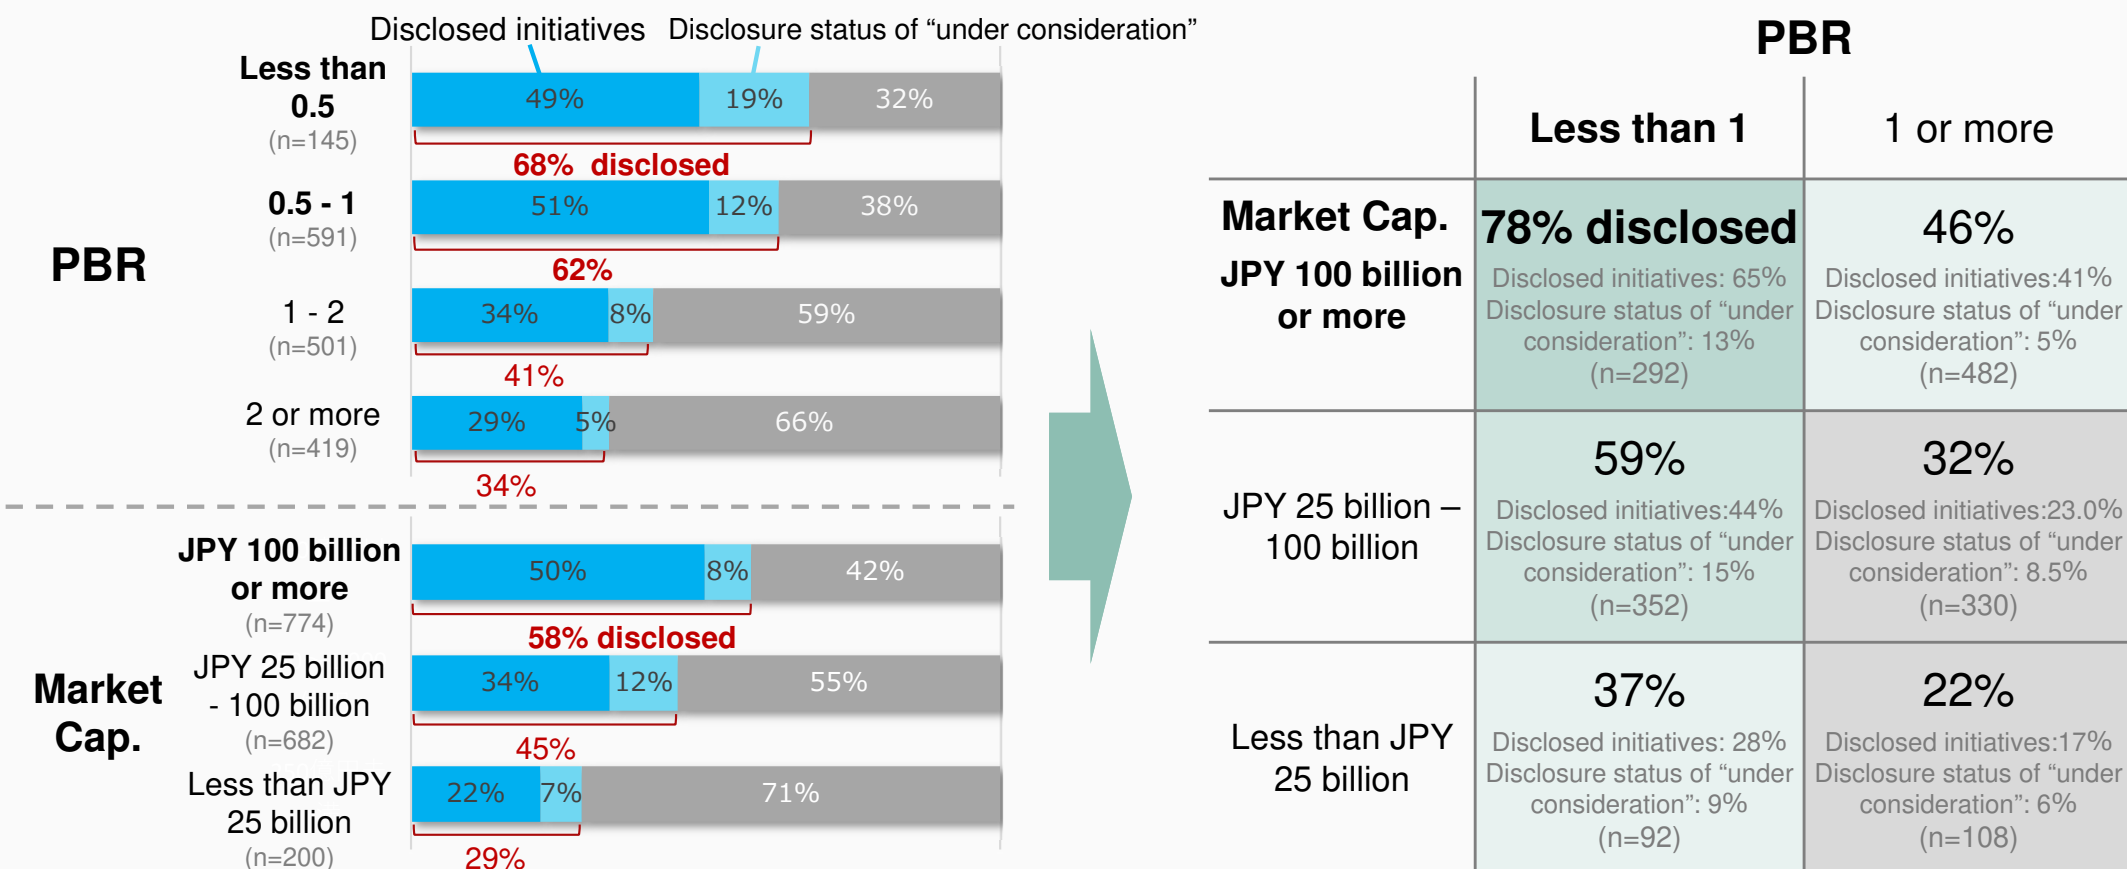 Disclosed initiatives
Disclosure status of “under consideration”
PBR
Less than
0.5
(n=145)
49%
19%
32%
68% disclosed
0.5 - 1
(n=591)
51%
12%
38%
62%
1 - 2
(n=501)
34%
8%
59%
41%
2 or more
(n=419)
29%
5%
66%
34%
Market
Cap.
JPY 100 billion
or more
(n=774)
50%
8%
42%
58% disclosed
JPY 25 billion
- 100 billion
(n=682)
34%
12%
55%
45%
Less than JPY
25 billion
(n=200)
22%
7%
71%
29%
PBR
Less than 1
1 or more
Market Cap.
JPY 100 billion
or more
78% disclosed
Disclosed initiatives: 65%
Disclosure status of “under
consideration”: 13%
(n=292)
46%
Disclosed initiatives:41%
Disclosure status of “under
consideration”: 5%
(n=482)
JPY 25 billion –
100 billion
59%
Disclosed initiatives:44%
Disclosure status of “under
consideration”: 15%
(n=352)
32%
Disclosed initiatives:23.0%
Disclosure status of “under
consideration”: 8.5%
(n=330)
Less than JPY
25 billion
37%
Disclosed initiatives: 28%
Disclosure status of “under
consideration”: 9%
(n=92)
22%
Disclosed initiatives:17%
Disclosure status of “under
consideration”: 6%
(n=108)